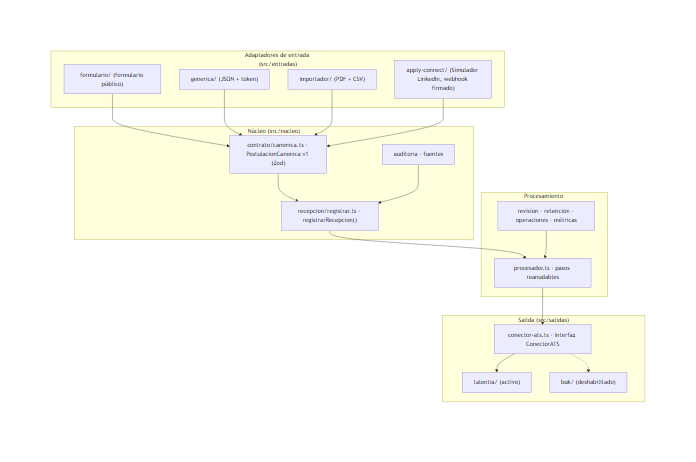 Adaptadores de entrada
(src/entradas)
formulario/ (formulario
público)
generica/ (JSON + token)
importador/ (PDF + CSV)
apply-connect/ (Simulador
LinkedIn, webhook
firmado)
Núcleo (src/nucleo)
contrato/canonica.ts -
PostulacionCanonica v1
(Zod)
auditoria - fuentes
recepcion/registrar.ts -
registrarRecepcion()
Procesamiento
revision - retencion -
operaciones - métricas
procesador.ts - pasos
reanudables
Salida (src/salidas)
conector-ats.ts - interfaz
ConectorATS
talentia/ (activo)
buk/ (deshabilitado)